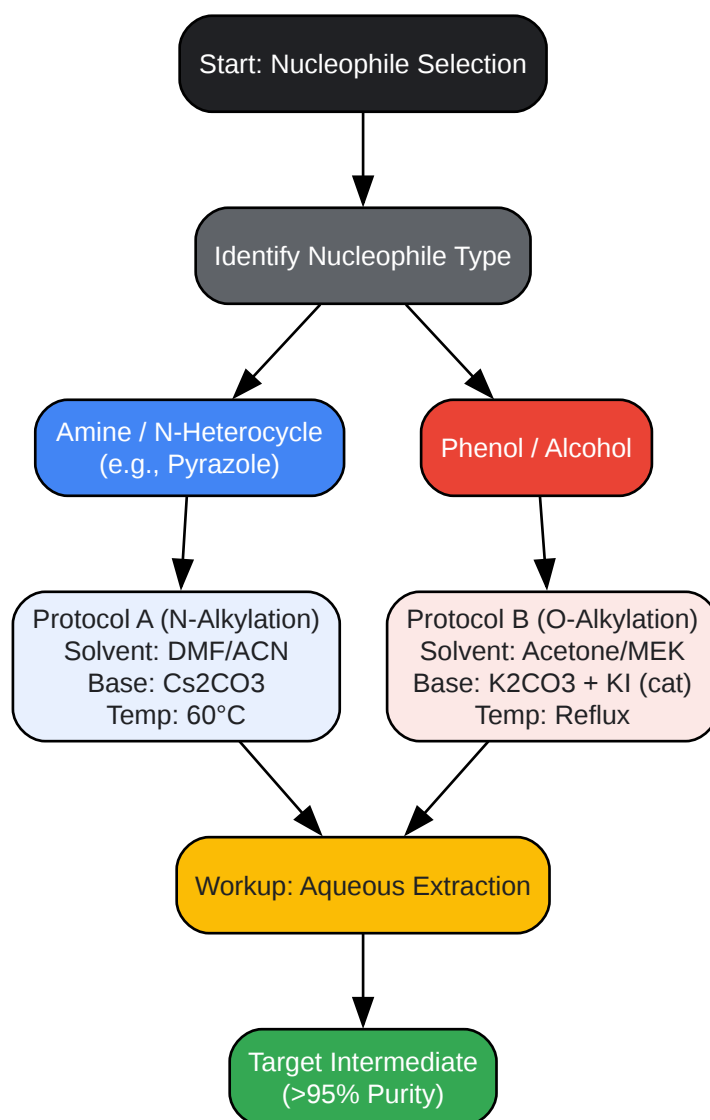 Start: Nucleophile Selection
Identify Nucleophile Type
Amine / N-Heterocycle
(e.g., Pyrazole)
Phenol / Alcohol
Protocol A (N-Alkylation)
Solvent: DMF/ACN
Base: Cs2CO3
Temp: 60°C
Protocol B (O-Alkylation)
Solvent: Acetone/MEK
Base: K2CO3 + KI (cat)
Temp: Reflux
Workup: Aqueous Extraction
Target Intermediate
(>95% Purity)